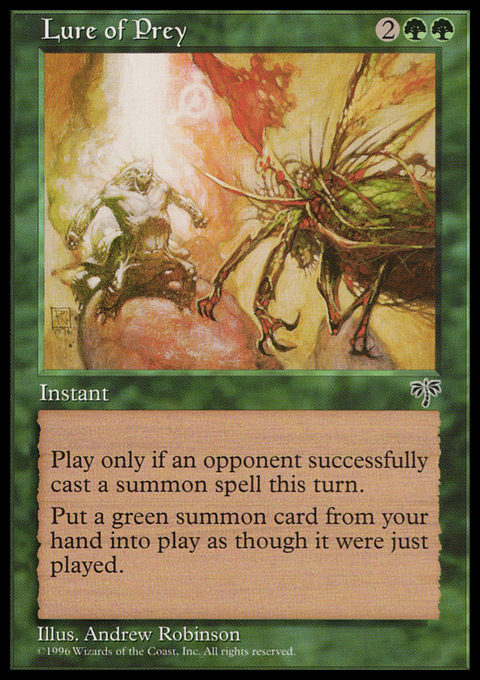 Lure of Prey 2
Instant
Play only if an opponent successfully
cast a summon spell this turn.
Put a green summon card from your
hand into play as though it were just
played.
Illus. Andrew Robinson
©1996 Wizards of the Coast, Inc. All rights reserved.